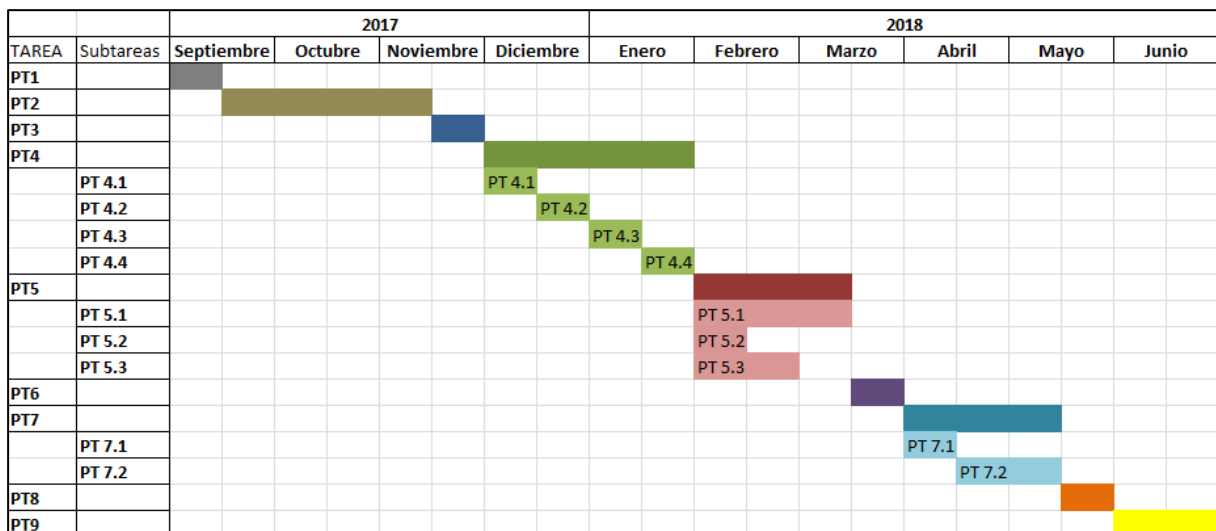 2017 2018
TAREA Subtareas Septiembre Octubre Noviembre Diciembre Enero Febrero Marzo Abril Mayo Junio
PT1
PT2
PT3
PT4
PT 4.1 PT 4.1
PT 4.2 PT 4.2
PT 4.3 PT 4.3
PT 4.4 PT 4.4
PT5
PT 5.1 PT 5.1
PT 5.2 PT 5.2
PT 5.3 PT 5.3
PT6
PT7
PT 7.1 PT 7.1
PT 7.2 PT 7.2
PT8
PT9